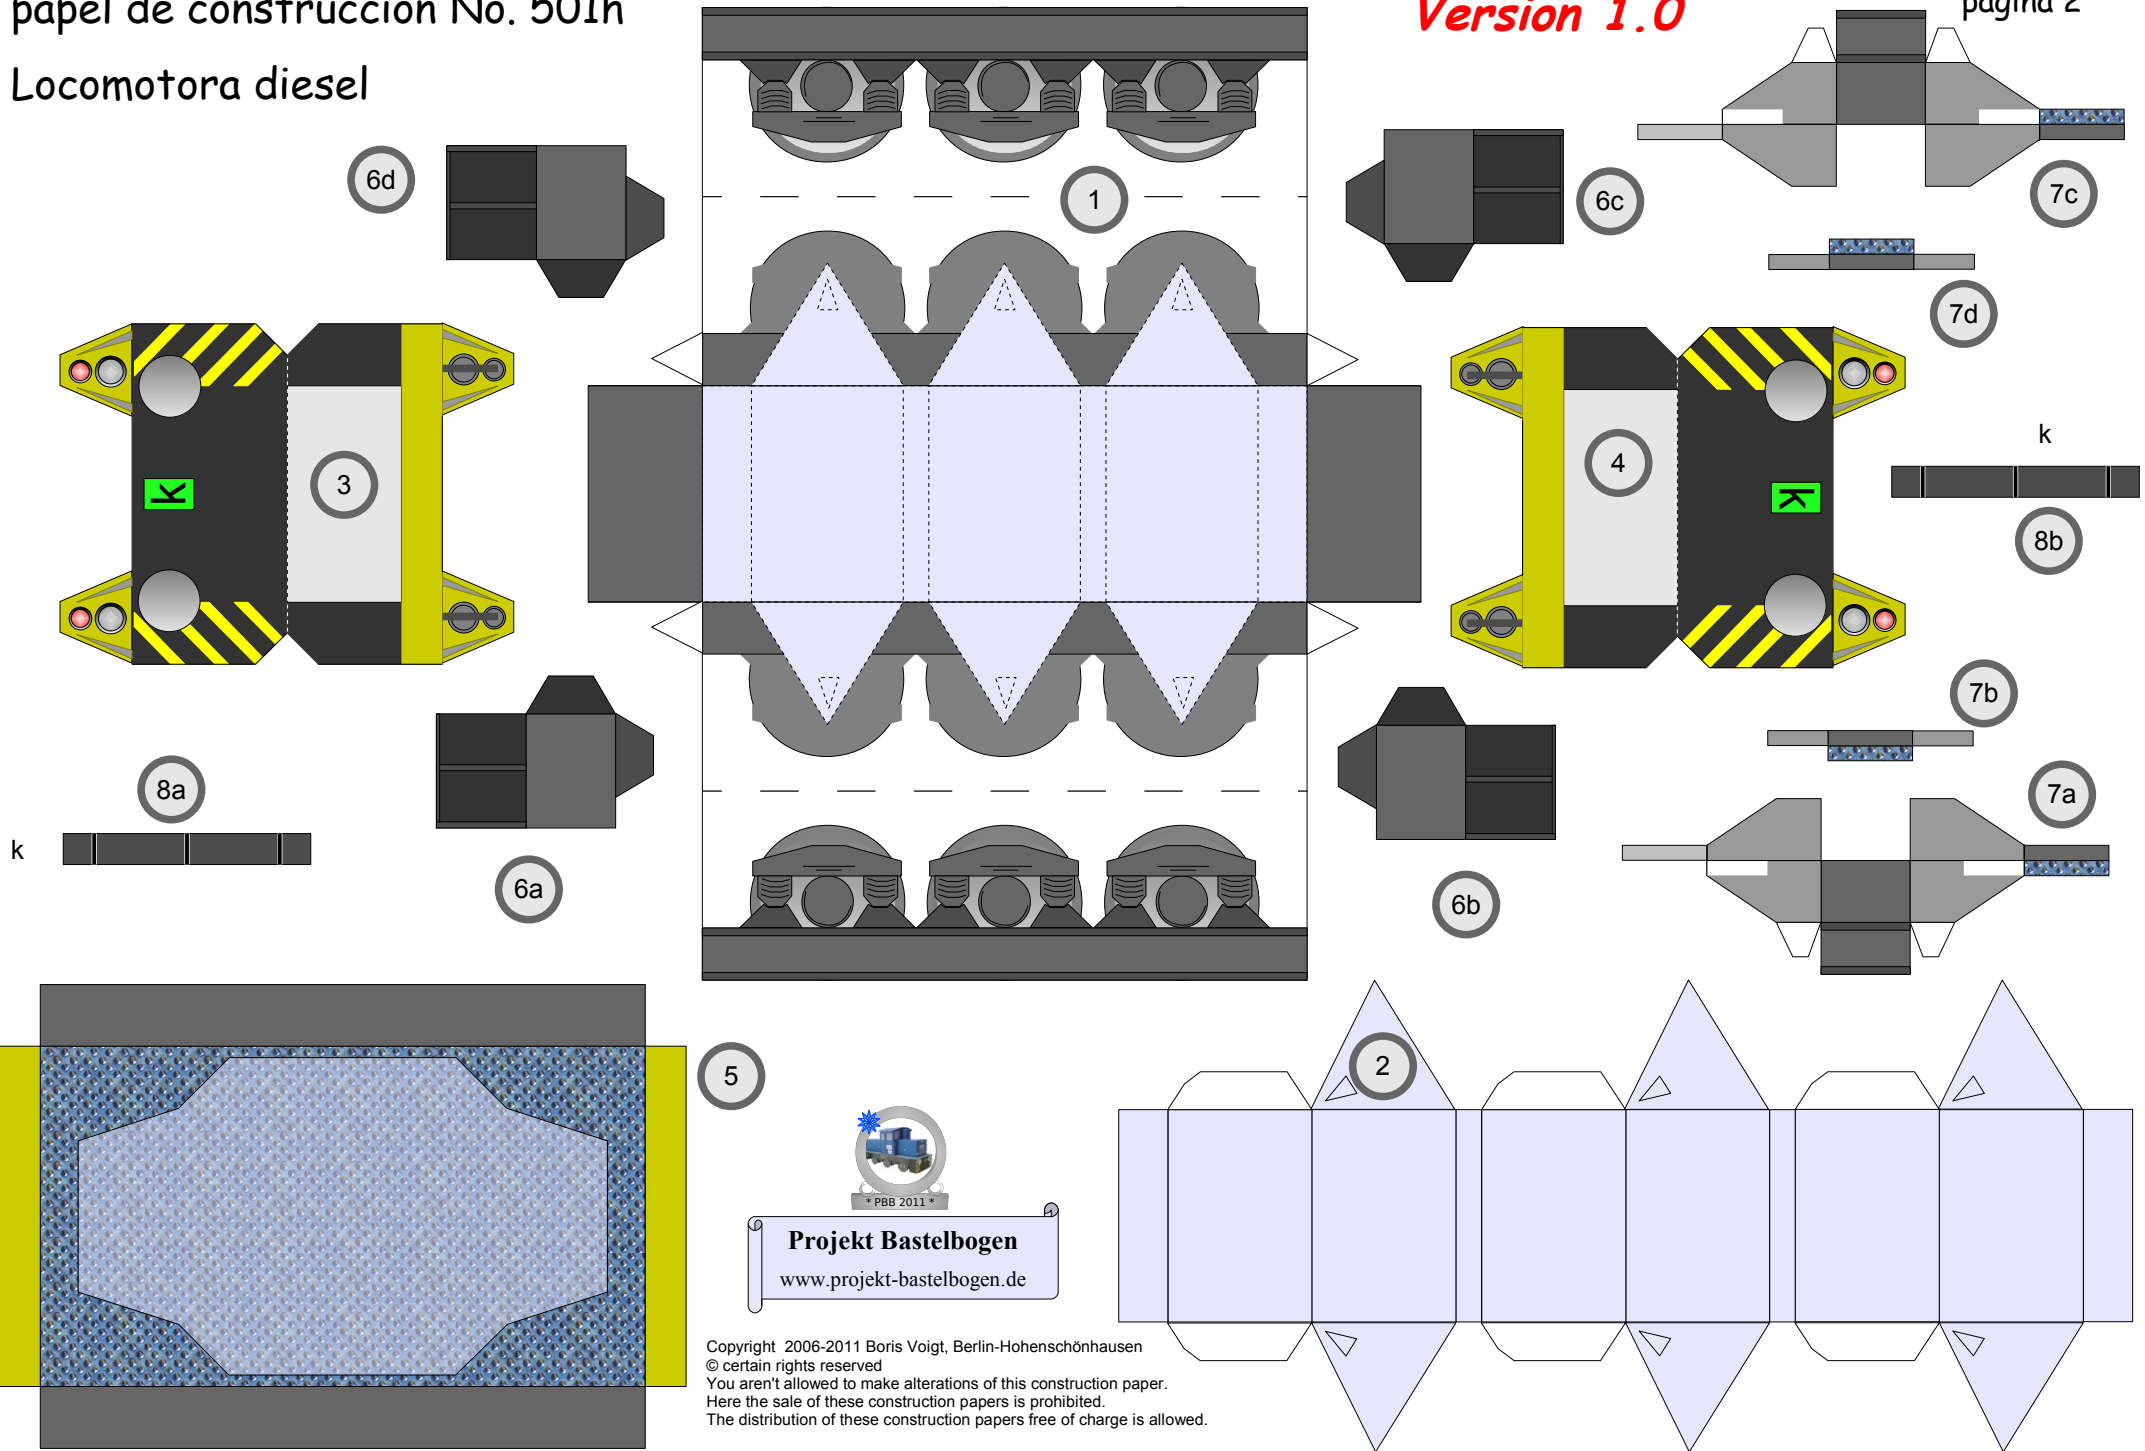 papel de construcción No. 501h
Version 1.0
página 2
Locomotora diesel
6d
1
6c
7c
7d
3
4
k
k
k
8b
7b
8a
7a
k
6a
6b
5
2
* PBB 2011 *
Projekt Bastelbogen
www.projekt-bastelbogen.de
Copyright 2006-2011 Boris Voigt, Berlin-Hohenschönhausen
© certain rights reserved
You aren't allowed to make alterations of this construction paper.
Here the sale of these construction papers is prohibited.
The distribution of these construction papers free of charge is allowed.